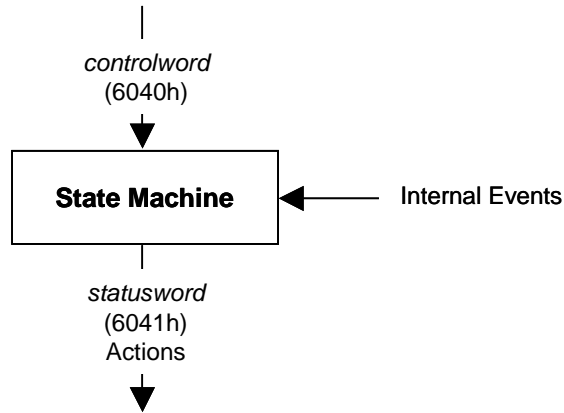 controlword
(6040h)
State Machine
Internal Events
statusword
(6041h)
Actions